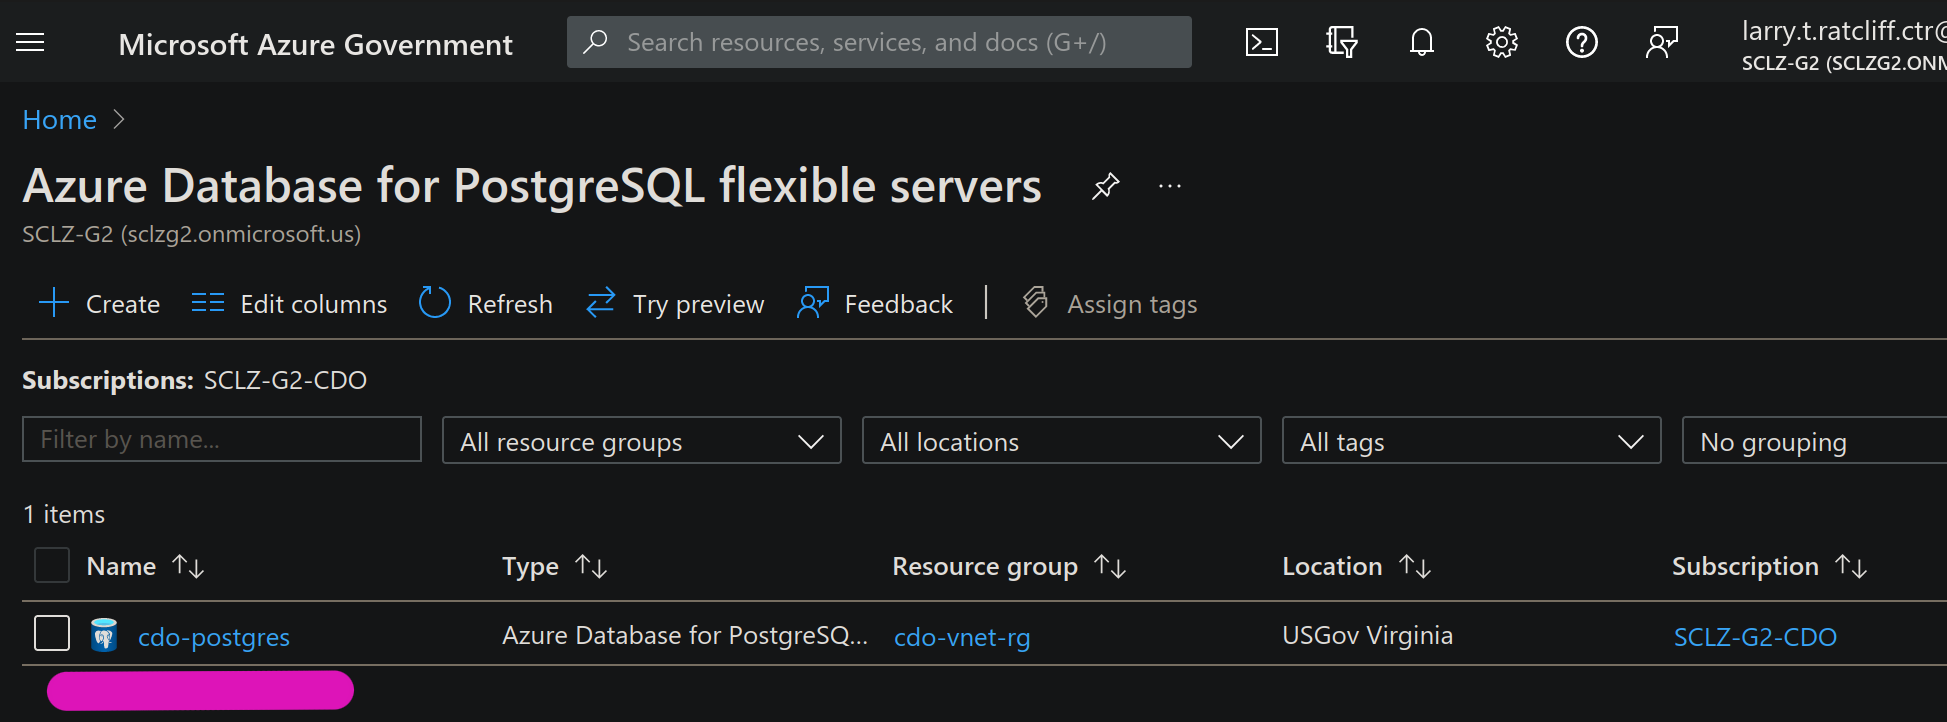 Microsoft Azure Government
Search resources, services, and docs (G+/)
larry.t.ratcliff.ctr@
SCLZ-G2 (SCLZG2.ONM
Home
Azure Database for PostgreSQL flexible servers
...
SCLZ-G2 (sclzg2.onmicrosoft.us)
Create Edit columns Refresh Try preview Feedback Assign tags
Subscriptions: SCLZ-G2-CDO
Filter by name... All resource groups All locations All tags No grouping
1 items
Name Type Resource group Location Subscription
cdo-postgres Azure Database for PostgreSQ... cdo-vnet-rg USGov Virginia SCLZ-G2-CDO